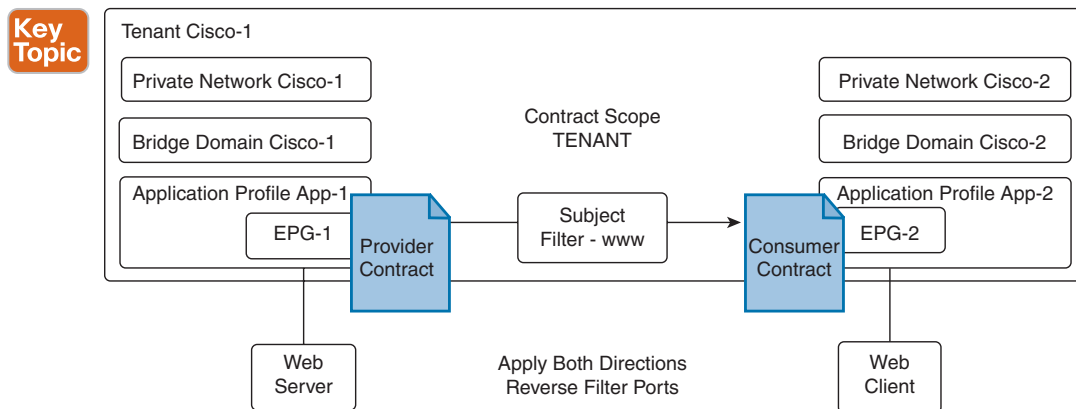 Key
Topic
Tenant Cisco-1
Private Network Cisco-1
Bridge Domain Cisco-1
Application Profile App-1
EPG-1
Provider
Contract
Contract Scope
TENANT
Subject
Filter - www
Private Network Cisco-2
Bridge Domain Cisco-2
Application Profile App-2
EPG-2
Consumer
Contract
Web
Server
Apply Both Directions
Reverse Filter Ports
Web
Client